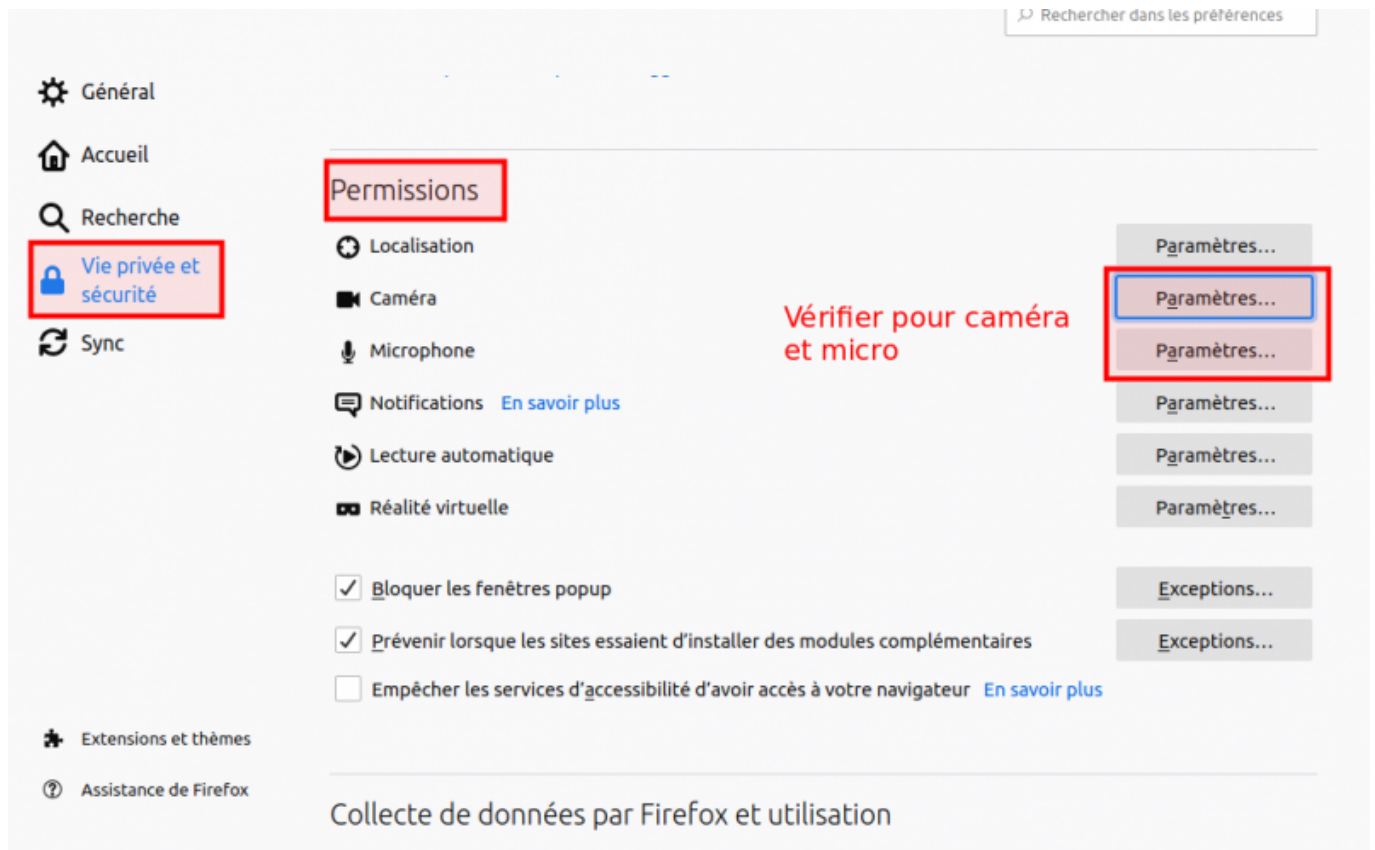 Rechercher dans les préférences
Général
Accueil
Recherche
Vie privée et
sécurité
Sync
Permissions
Localisation Paramètres...
Caméra Paramètres...
Microphone Paramètres...
Vérifier pour caméra
et micro
Notifications En savoir plus Paramètres...
Lecture automatique Paramètres...
Réalité virtuelle Paramètres...
Bloquer les fenêtres popup Exceptions...
Prévenir lorsque les sites essaient d'installer des modules complémentaires Exceptions...
Empêcher les services d'accessibilité d'avoir accès à votre navigateur En savoir plus
Extensions et thèmes
Assistance de Firefox
Collecte de données par Firefox et utilisation